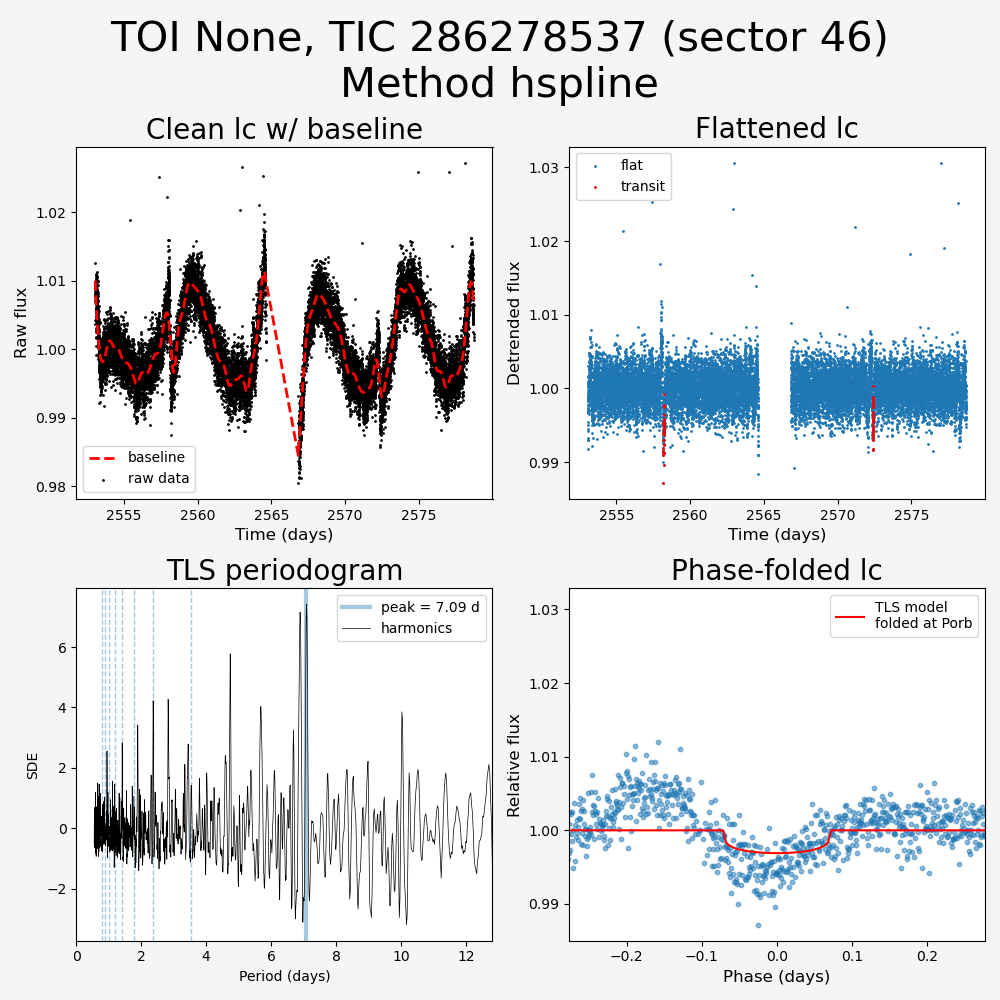 TOI None, TIC 286278537 (sector 46)
Method hspline
Clean lc w/ baseline
Raw flux
1.02
1.01
1.00
0.99
0.98
baseline
raw data
2555
2560
2565
2570
2575
Time (days)
Flattened lc
Detrended flux
1.03
1.02
1.01
1.00
0.99
flat
transit
2555
2560
2565
2570
2575
Time (days)
TLS periodogram
SDE
6
4
2
0
−2
peak = 7.09 d
harmonics
0
2
4
6
8
10
12
Period (days)
Phase-folded lc
Relative flux
1.03
1.02
1.01
1.00
0.99
TLS model
folded at Porb
−0.2
−0.1
0.0
0.1
0.2
Phase (days)